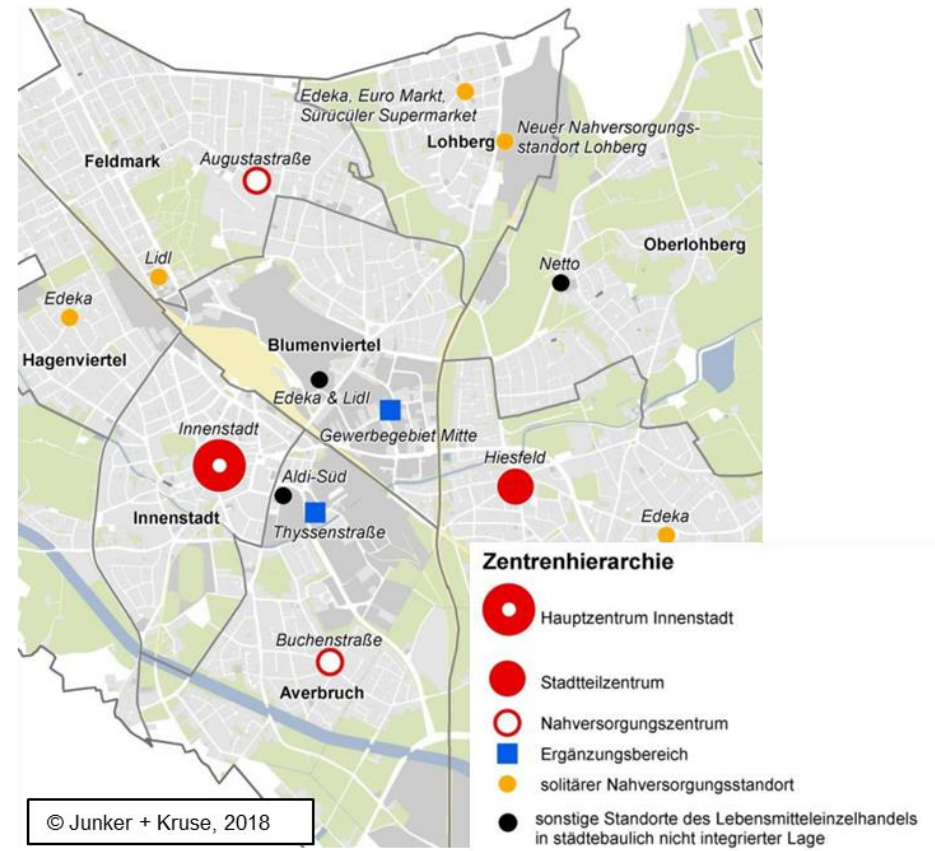 Edeka, Euro Markt,
Sürücüler Supermarket
Neuer Nahversorgungs-
standort Lohberg
Lohberg
Feldmark
Augustastraße
Oberlohberg
Lidl
Netto
Edeka
Hagenviertel
Blumenviertel
Edeka & Lidl
Gewerbegebiet Mitte
Innenstadt
Hiesfeld
Aldi-Süd
Innenstadt
Thyssenstraße
Edeka
Buchenstraße
Averbruch
Zentrenhierarchie
Hauptzentrum Innenstadt
Stadtteilzentrum
Nahversorgungszentrum
Ergänzungsbereich
solitärer Nahversorgungsstandort
sonstige Standorte des Lebensmitteleinzelhandels
in städtebaulich nicht integrierter Lage
© Junker + Kruse, 2018